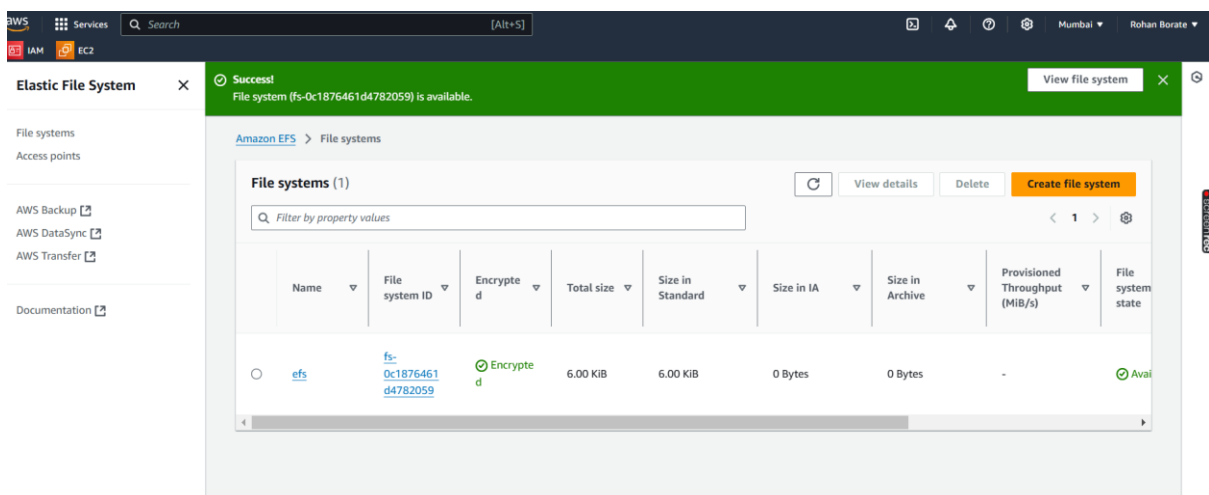 aws Services Search [Alt+S] Mumbai Rohan Borate
IAM EC2
Elastic File System
Success!
File system (fs-0c1876461d4782059) is available.
View file system
File systems
Access points
AWS Backup
AWS DataSync
AWS Transfer
Documentation
Amazon EFS > File systems
File systems (1)
View details Delete Create file system
Filter by property values
1
Name
File
system ID
Encrypte
d
Total size
Size in
Standard
Size in IA
Size in
Archive
Provisioned
Throughput
(MiB/s)
File
system
state
efs
fs-
0c1876461
d4782059
Encrypte
d
6.00 KiB
6.00 KiB
0 Bytes
0 Bytes
-
Avai
screenrec